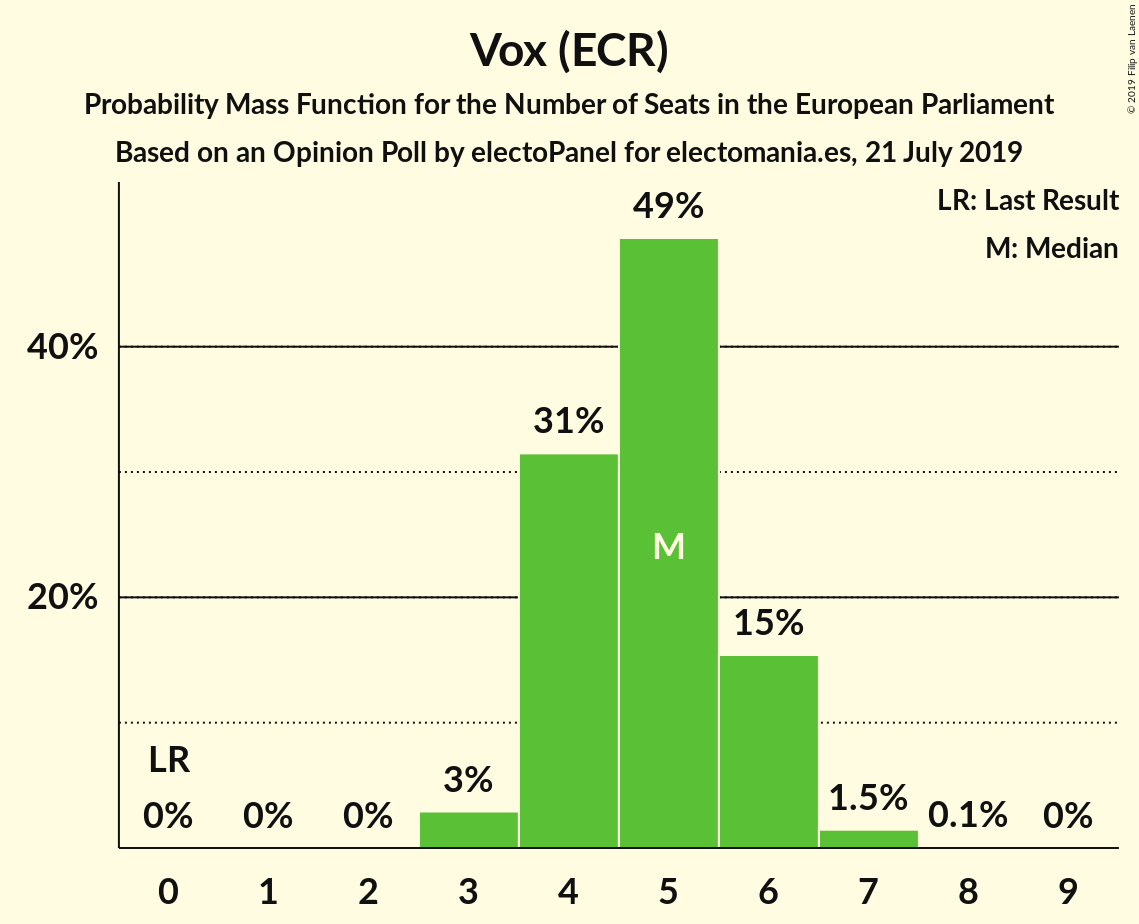 Vox (ECR)
Probability Mass Function for the Number of Seats in the European Parliament
Based on an Opinion Poll by electoPanel for electomania.es, 21 July 2019
© 2019 Filip van Laenen
LR: Last Result
M: Median
49%
40%
31%
M
20%
15%
LR
3%
1.5%
0% 0% 0% 0.1% 0%
0 1 2 3 4 5 6 7 8 9